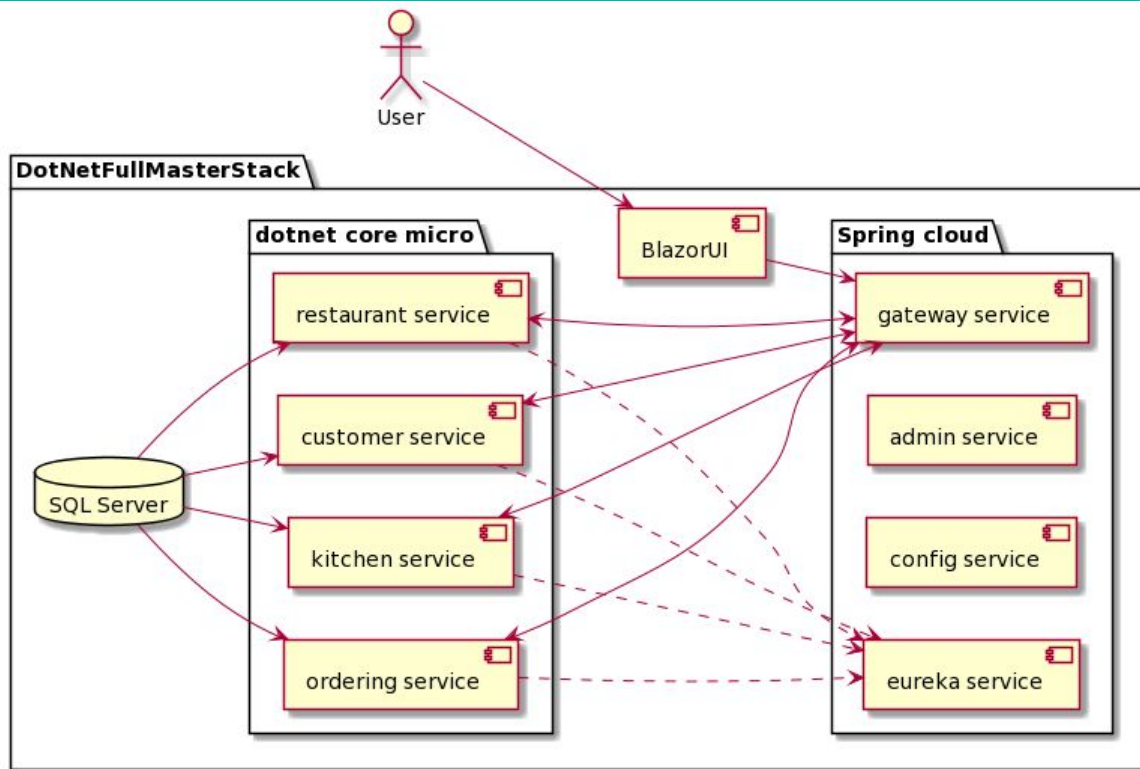 User
DotNetFullMasterStack
dotnet core micro
BlazorUI
Spring cloud
restaurant service
gateway service
customer service
admin service
SQL Server
kitchen service
config service
ordering service
eureka service